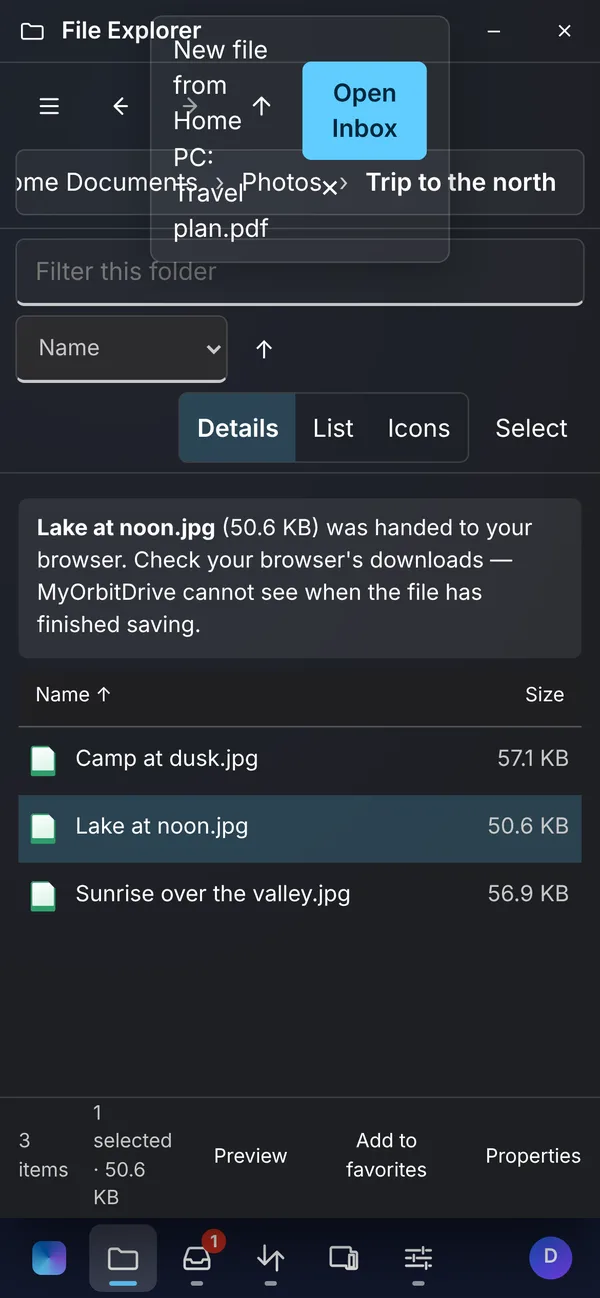 File Explorer
New file
from
Home
PC:
Travel
plan.pdf
Open
Inbox
ome Documents › Photos › Trip to the north
Filter this folder
Name
Details List Icons Select
Lake at noon.jpg (50.6 KB) was handed to your
browser. Check your browser's downloads —
MyOrbitDrive cannot see when the file has
finished saving.
Name ↑ Size
Camp at dusk.jpg 57.1 KB
Lake at noon.jpg 50.6 KB
Sunrise over the valley.jpg 56.9 KB
3
items
1
selected
· 50.6
KB
Preview
Add to
favorites
Properties
1
D